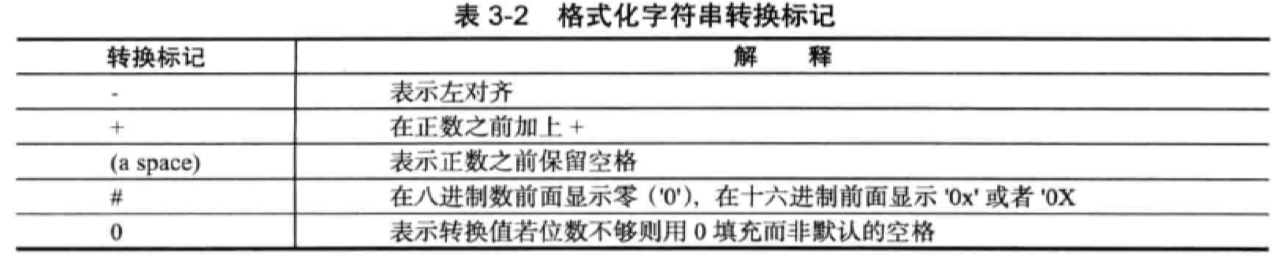 表 3-2 格式化字符串转换标记
转换标记 解 释
- 表示左对齐
+ 在正数之前加上 +
(a space) 表示正数之前保留空格
# 在八进制数前面显示零 ('0')，在十六进制前面显示 '0x' 或者 '0X
0 表示转换值若位数不够则用 0 填充而非默认的空格